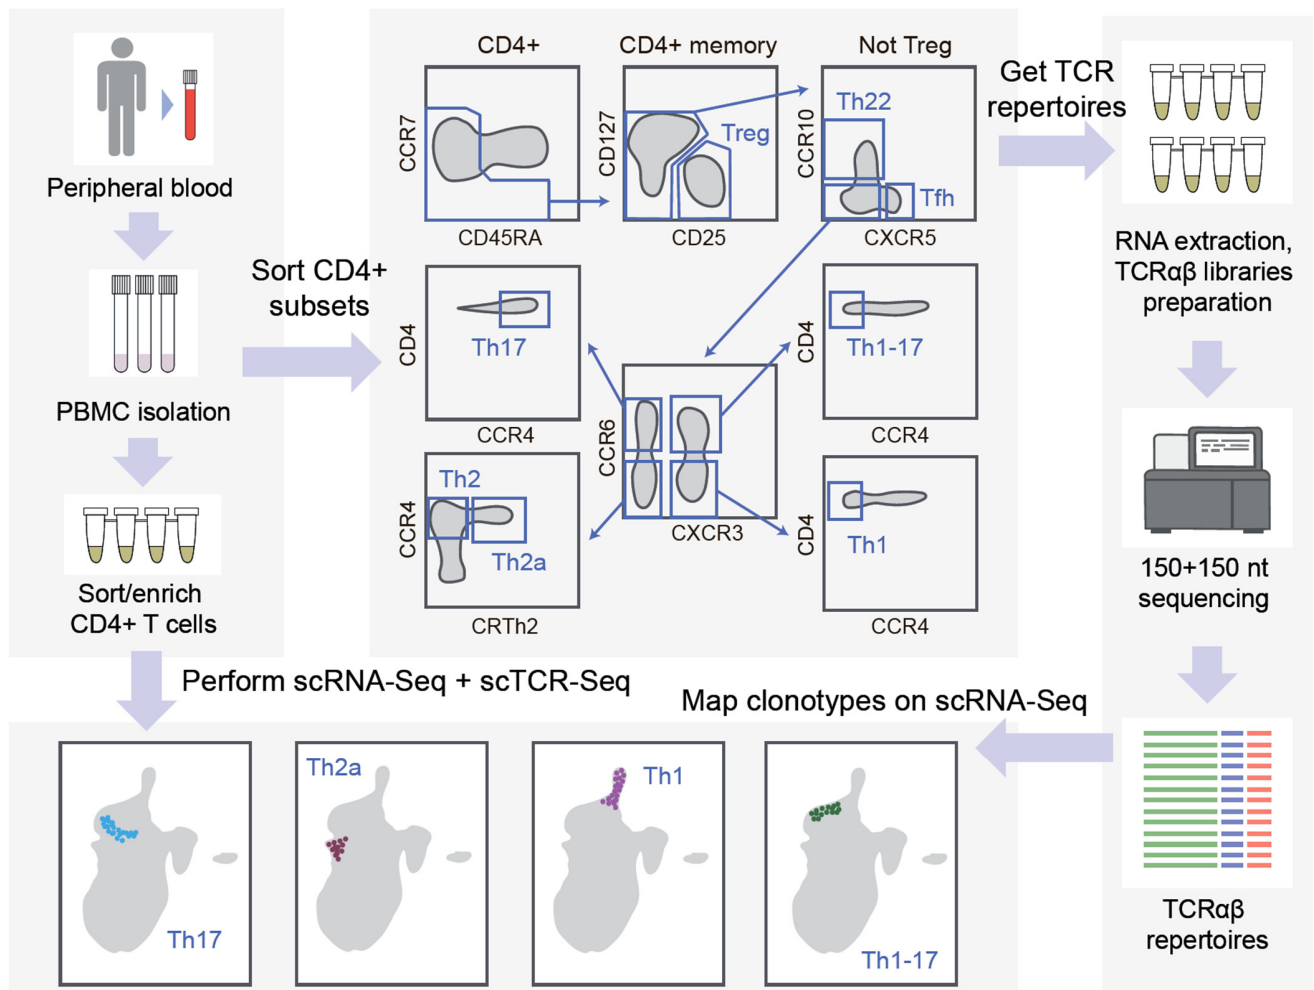 Peripheral blood
PBMC isolation
Sort/enrich
CD4+ T cells
Sort CD4+
subsets
CD4+
CCR7
CD45RA
CD4+ memory
CD127
Treg
CD25
Not Treg
CCR10
Th22
Tfh
CXCR5
CD4
Th17
CCR4
CCR6
CXCR3
CD4
Th1-17
CCR4
CCR4
Th2
Th2a
CRTh2
CD4
Th1
CCR4
Get TCR
repertoires
RNA extraction,
TCRαβ libraries
preparation
150+150 nt
sequencing
TCRαβ
repertoires
Perform scRNA-Seq + scTCR-Seq
Map clonotypes on scRNA-Seq
Th17
Th2a
Th1
Th1-17